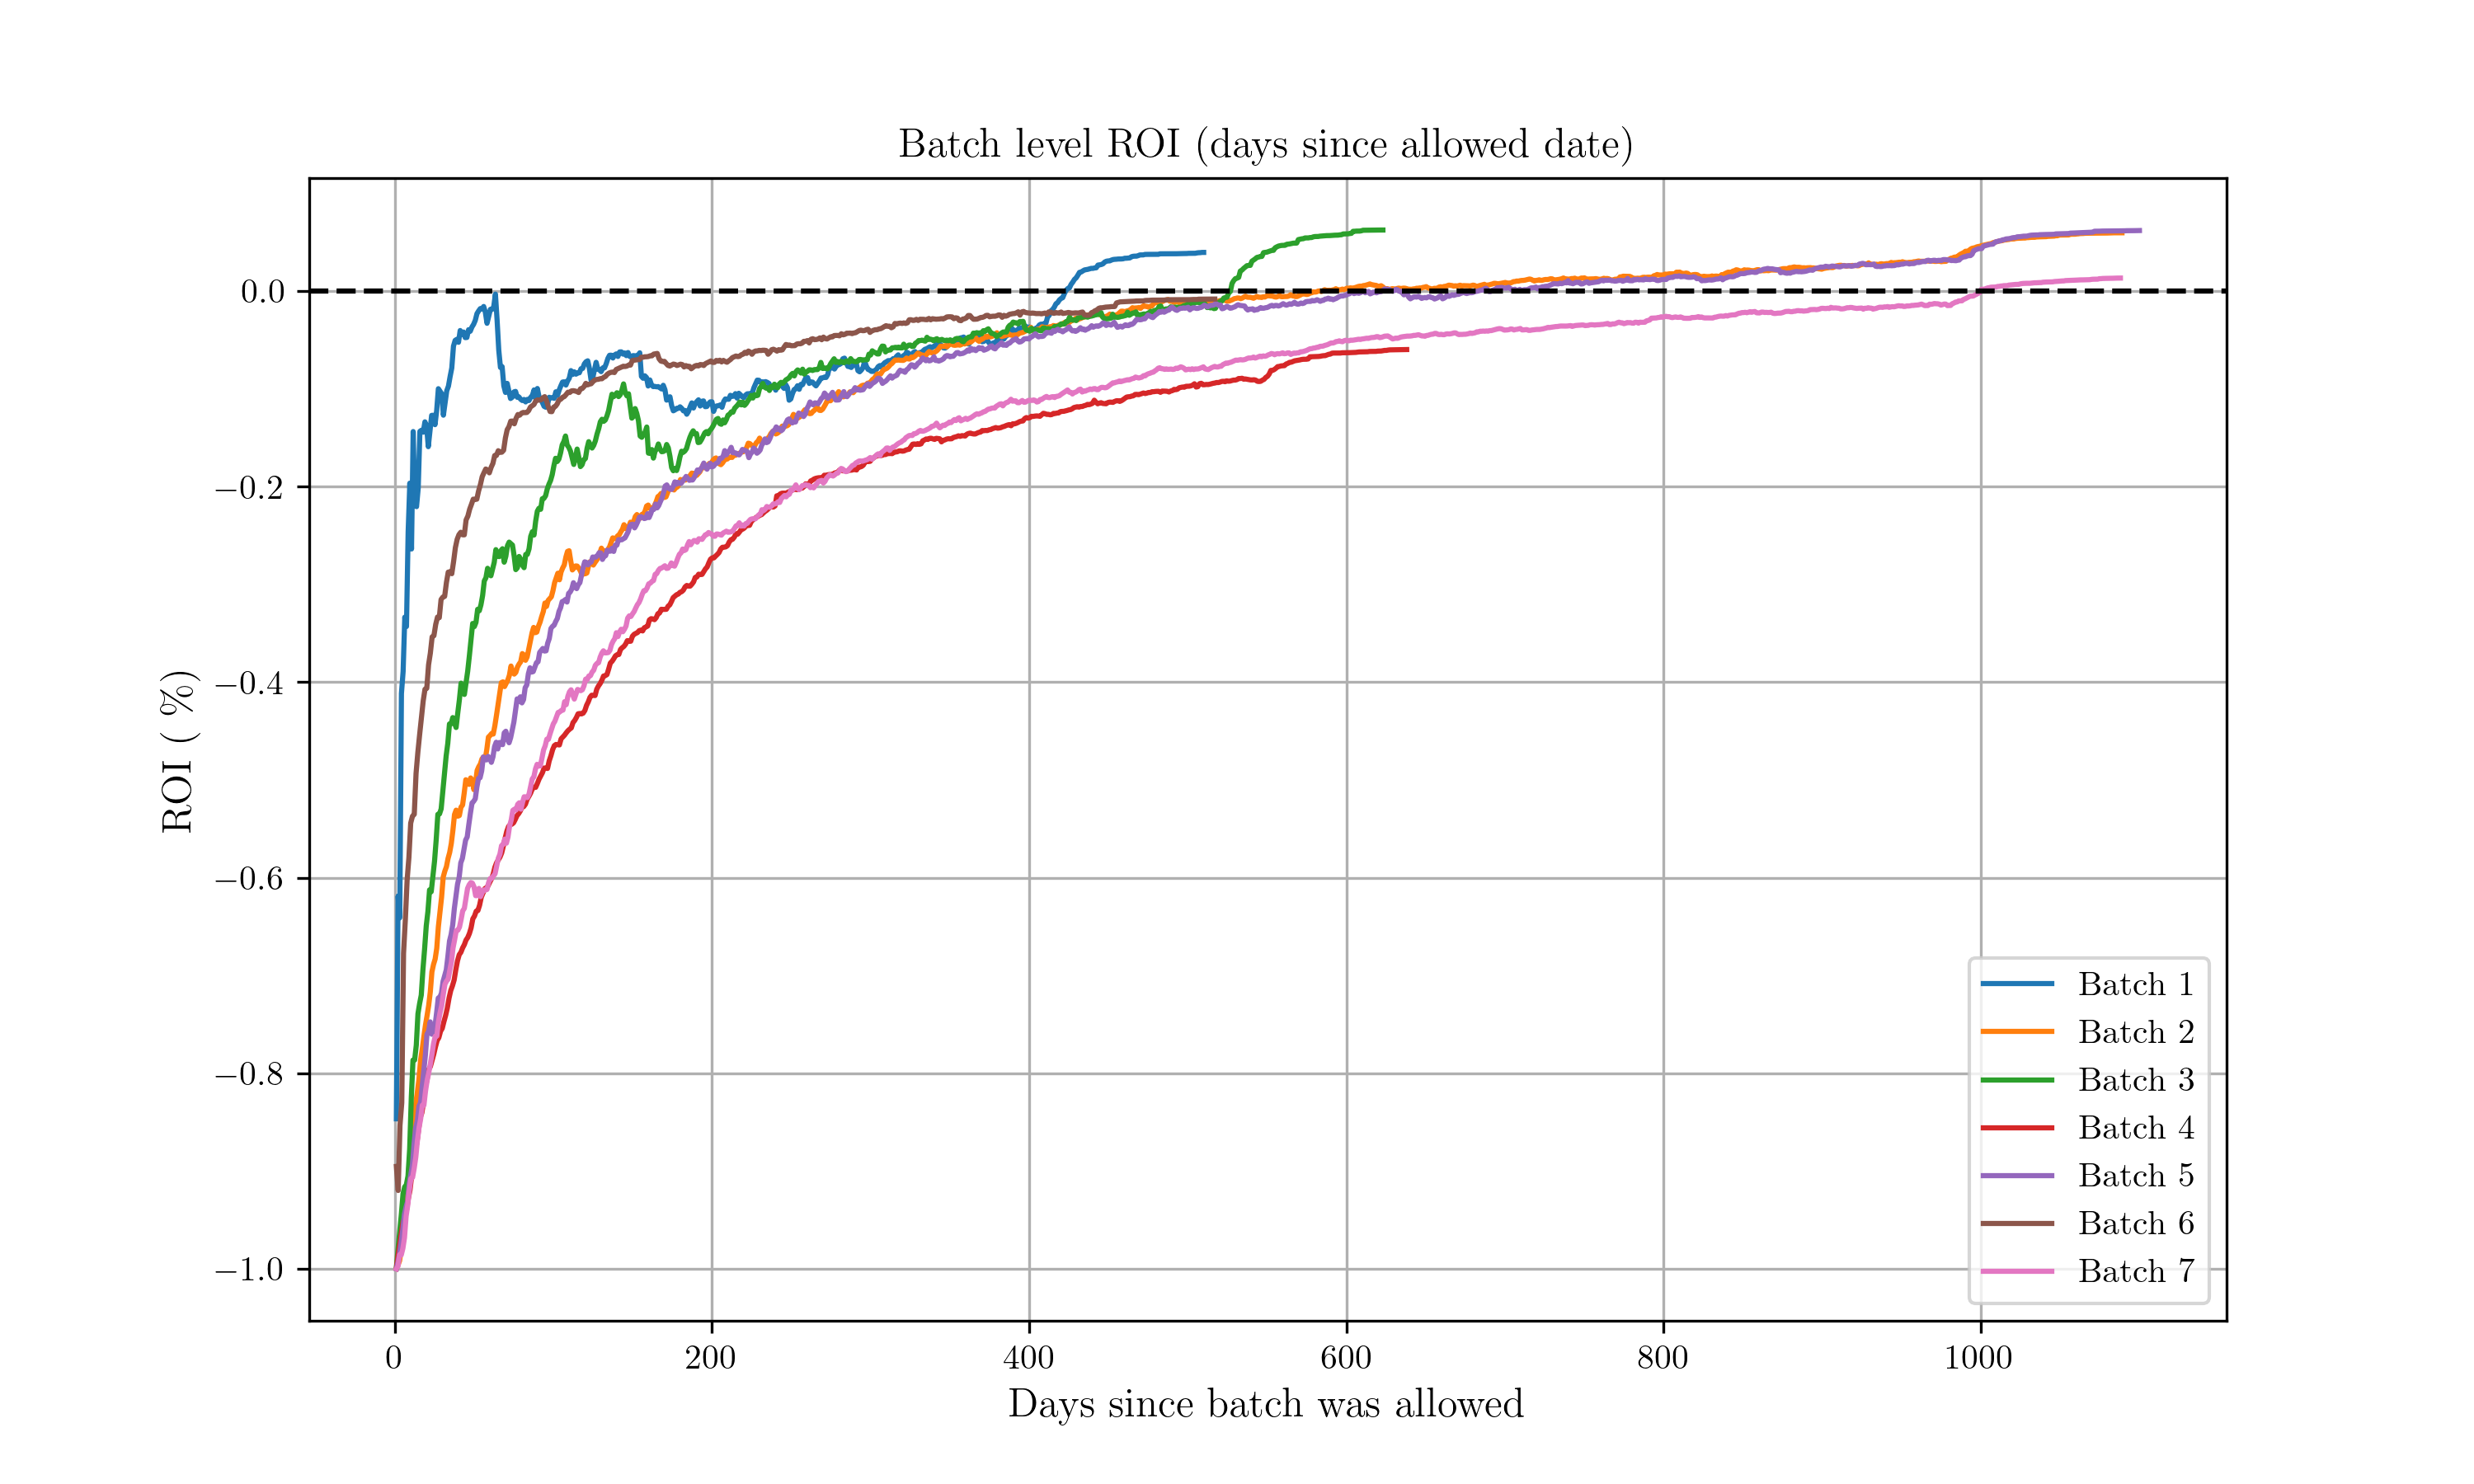 Batch level ROI (days since allowed date)
ROI ( %)
0.0
−0.2
−0.4
−0.6
−0.8
−1.0
0
200
400
600
800
1000
Days since batch was allowed
Batch 1
Batch 2
Batch 3
Batch 4
Batch 5
Batch 6
Batch 7